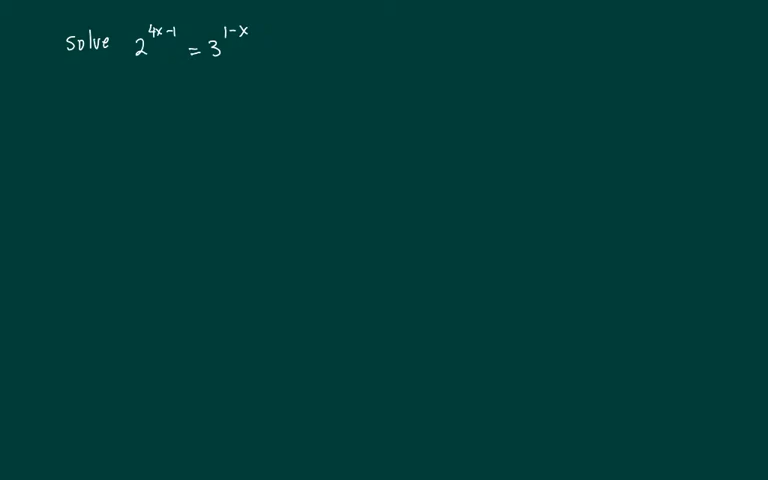 Solve 2^{4x-1} = 3^{1-x}